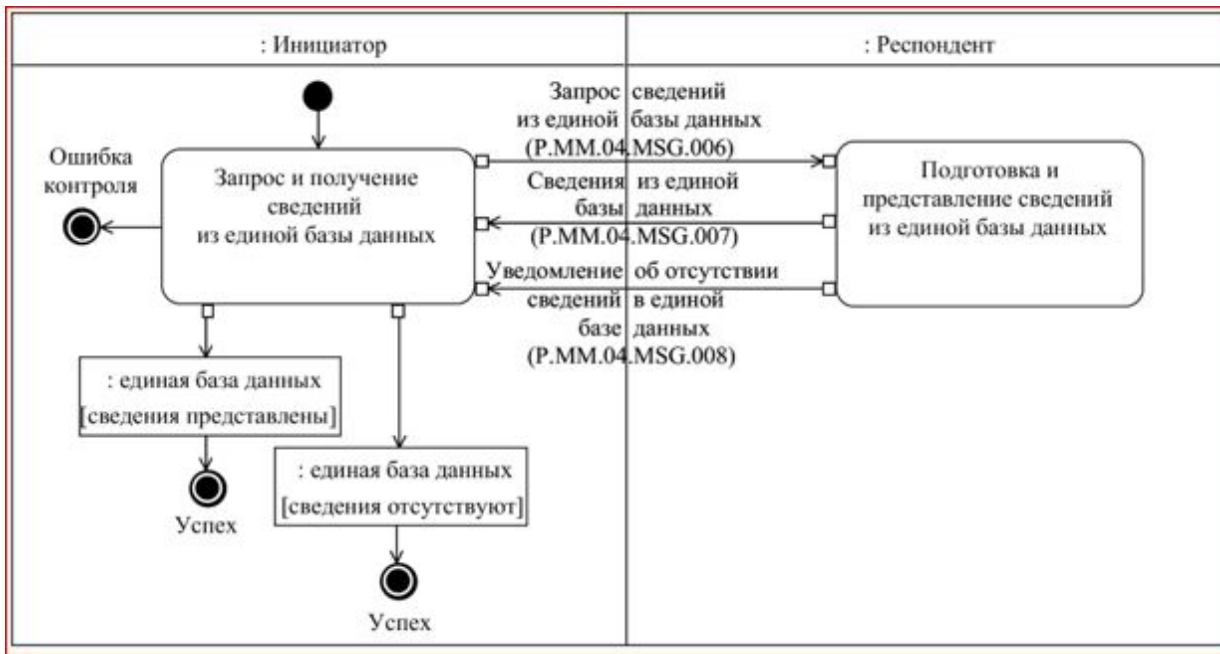 : Инициатор
: Респондент
Запрос сведений
из единой базы данных
(P.MM.04.MSG.006)
Ошибка
контроля
Запрос и получение
сведений
из единой базы данных
Сведения из единой
базы данных
(P.MM.04.MSG.007)
Подготовка и
представление сведений
из единой базы данных
Уведомление об отсутствии
сведений в единой
базе данных
(P.MM.04.MSG.008)
: единая база данных
[сведения представлены]
Успех
: единая база данных
[сведения отсутствуют]
Успех